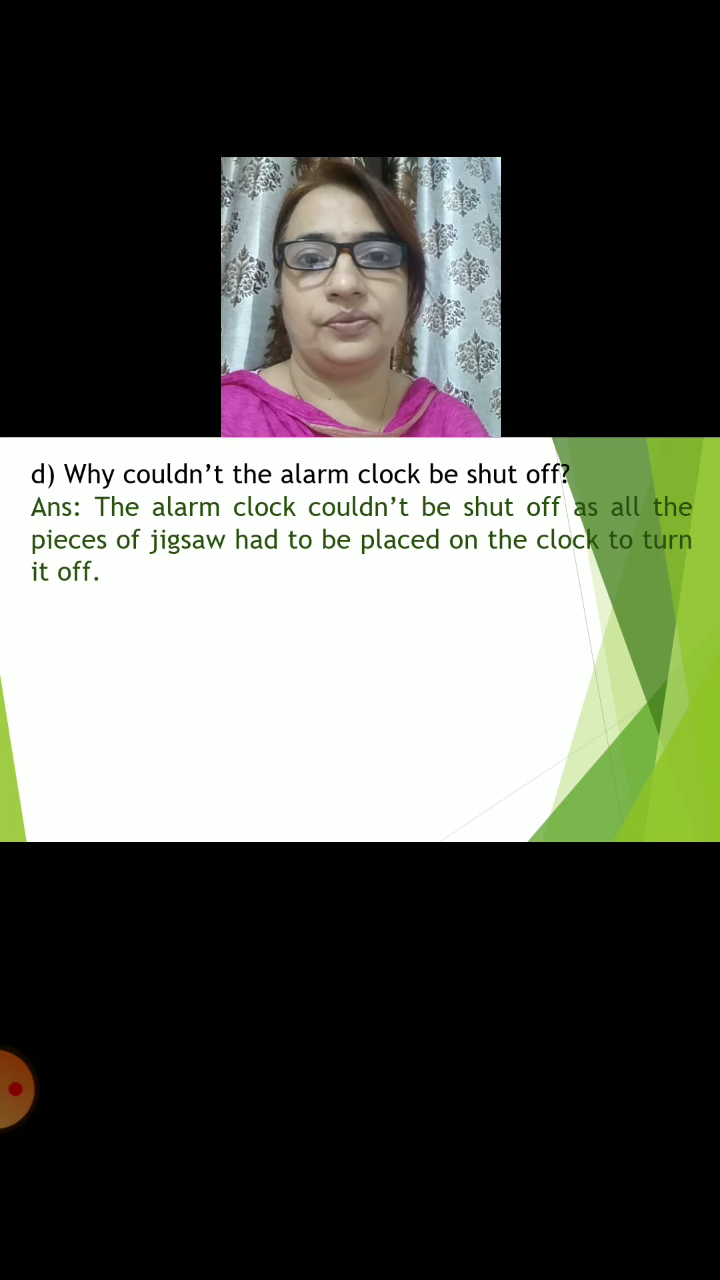 d) Why couldn’t the alarm clock be shut off?
Ans: The alarm clock couldn’t be shut off as all the
pieces of jigsaw had to be placed on the clock to turn
it off.